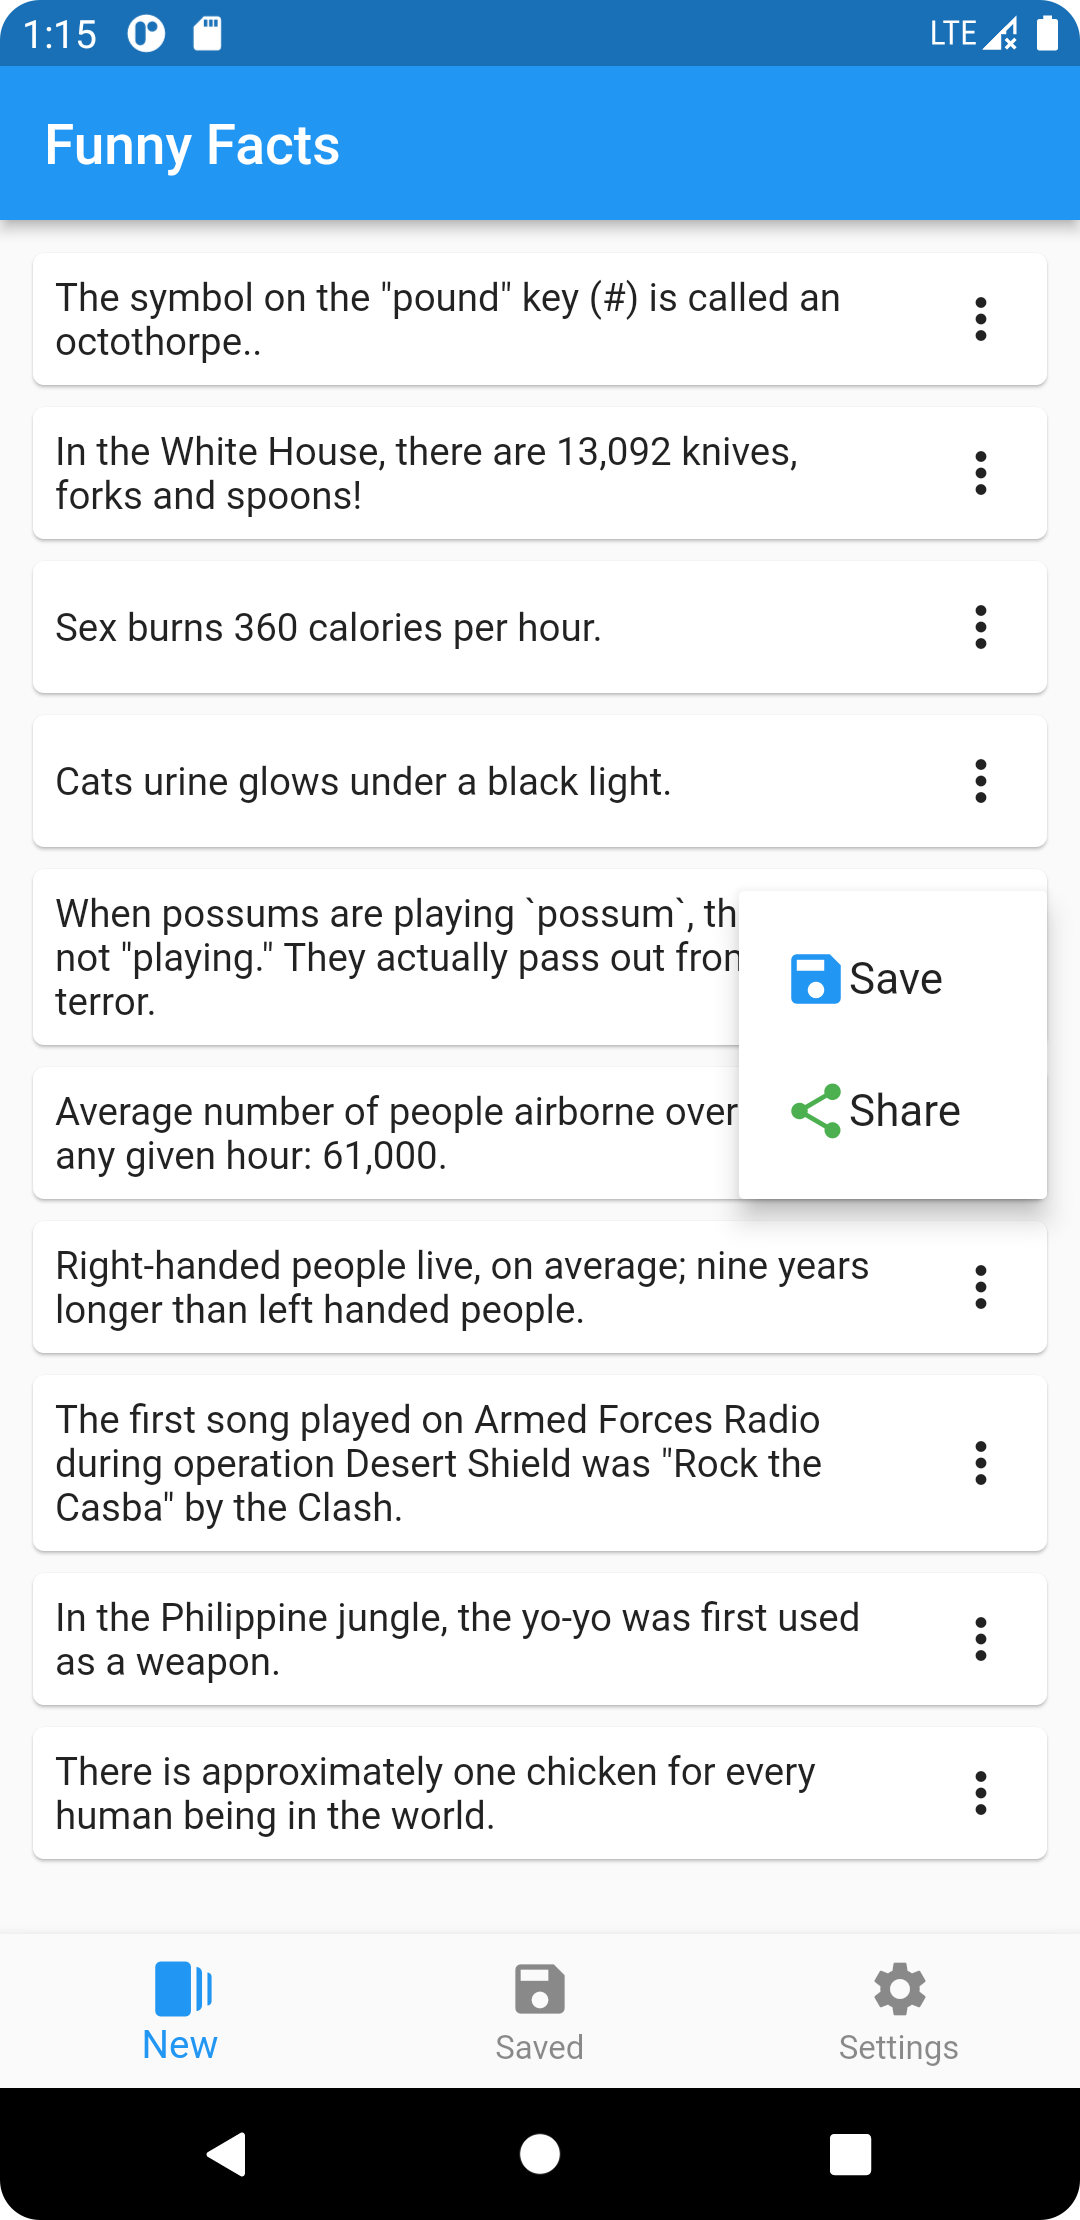 1:15
LTE
Funny Facts
The symbol on the "pound" key (#) is called an
octothorpe..
In the White House, there are 13,092 knives,
forks and spoons!
Sex burns 360 calories per hour.
Cats urine glows under a black light.
When possums are playing `possum`, th
not "playing." They actually pass out from
terror.
Save
Average number of people airborne over
any given hour: 61,000.
Share
Right-handed people live, on average; nine years
longer than left handed people.
The first song played on Armed Forces Radio
during operation Desert Shield was "Rock the
Casba" by the Clash.
In the Philippine jungle, the yo-yo was first used
as a weapon.
There is approximately one chicken for every
human being in the world.
New
Saved
Settings